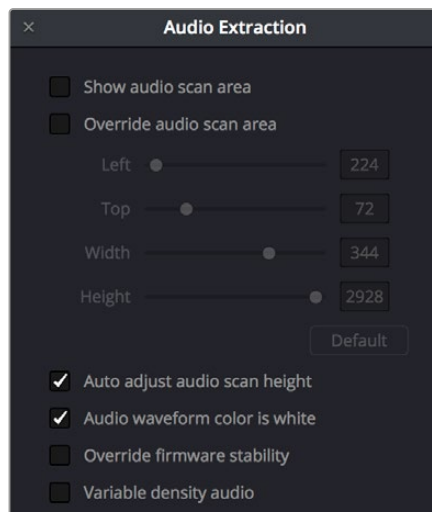 Audio Extraction
Show audio scan area
Override audio scan area
Left 224
Top 72
Width 344
Height 2928
Default
Auto adjust audio scan height
Audio waveform color is white
Override firmware stability
Variable density audio